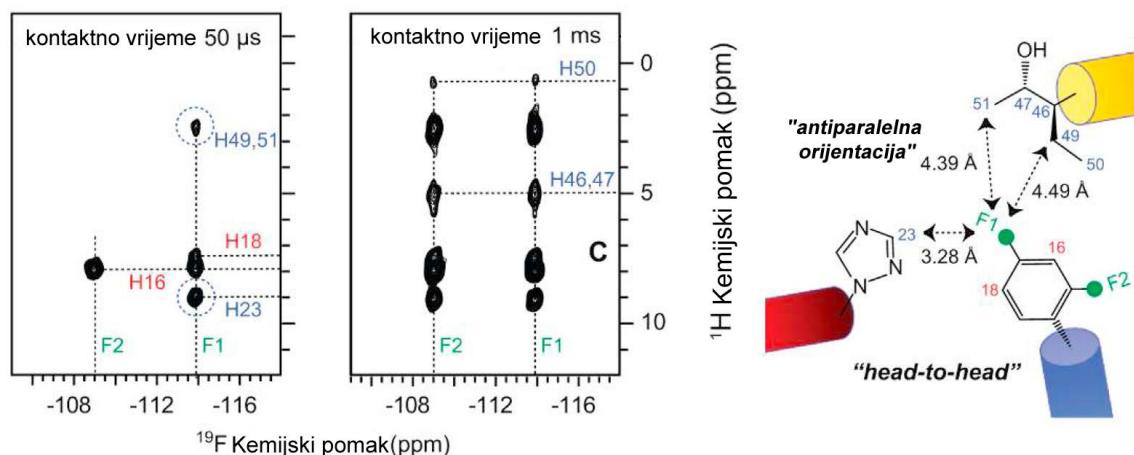 kontaktno vrijeme 50 µs
H49,51
H18
H16
H23
F2
F1
-108
-112
-116
kontaktno vrijeme 1 ms
H50
H46,47
C
F2
F1
-108
-112
-116
0
5
10
¹⁹F Kemijski pomak(ppm)
¹H Kemijski pomak (ppm)
OH
51
47
46
49
50
"antiparalelna
orijentacija"
4.39 Å
4.49 Å
N
N
N
23
3.28 Å
F1
16
18
F2
“head-to-head”